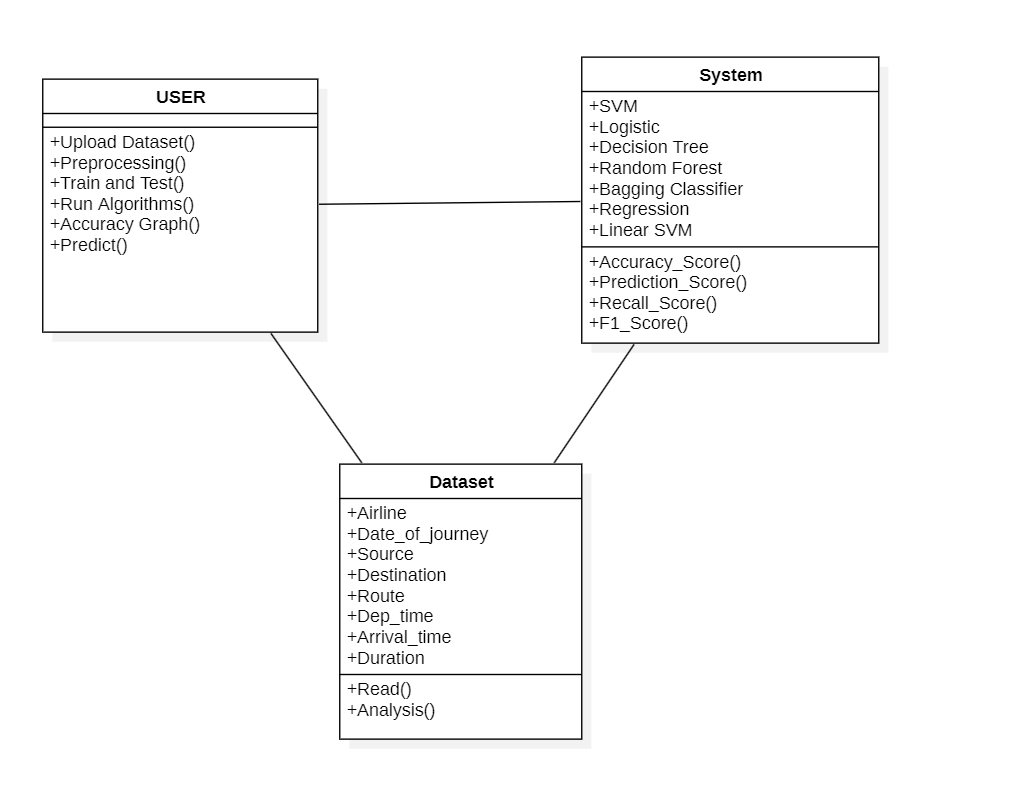 USER
+Upload Dataset()
+Preprocessing()
+Train and Test()
+Run Algorithms()
+Accuracy Graph()
+Predict()
System
+SVM
+Logistic
+Decision Tree
+Random Forest
+Bagging Classifier
+Regression
+Linear SVM
+Accuracy_Score()
+Prediction_Score()
+Recall_Score()
+F1_Score()
Dataset
+Airline
+Date_of_journey
+Source
+Destination
+Route
+Dep_time
+Arrival_time
+Duration
+Read()
+Analysis()